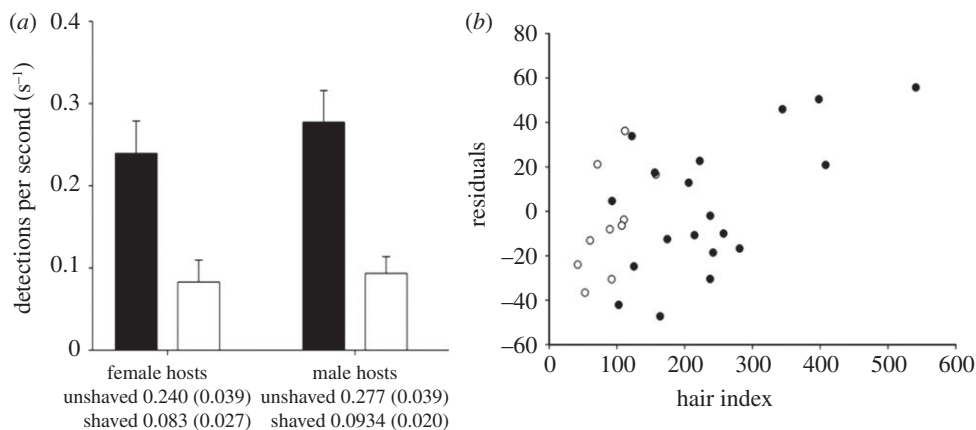 (a)
detections per second (s⁻¹)
0.4
0.3
0.2
0.1
0
female hosts
unshaved 0.240 (0.039)
shaved 0.083 (0.027)
male hosts
unshaved 0.277 (0.039)
shaved 0.0934 (0.020)
(b)
residuals
80
60
40
20
0
–20
–40
–60
0 100 200 300 400 500 600
hair index